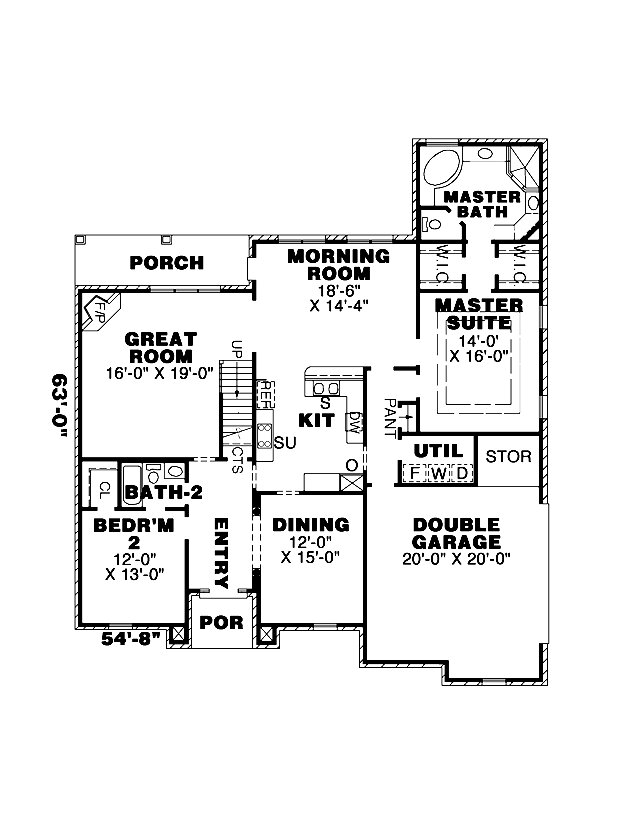 MASTER
BATH
W.I.C
W.I.C
PORCH
MORNING
ROOM
18'-6"
X 14'-4"
F/P
GREAT
ROOM
16'-0" X 19'-0"
UP
MASTER
SUITE
14'-0'
X 16'-0"
63'-0"
REF
S
KIT
DW
PANT
SU
CTS
O
UTIL
F W D
STOR
CL
BATH-2
BEDR'M
2
12'-0"
X 13'-0"
ENTRY
DINING
12'-0"
X 15'-0"
DOUBLE
GARAGE
20'-0" X 20'-0"
POR
54'-8"